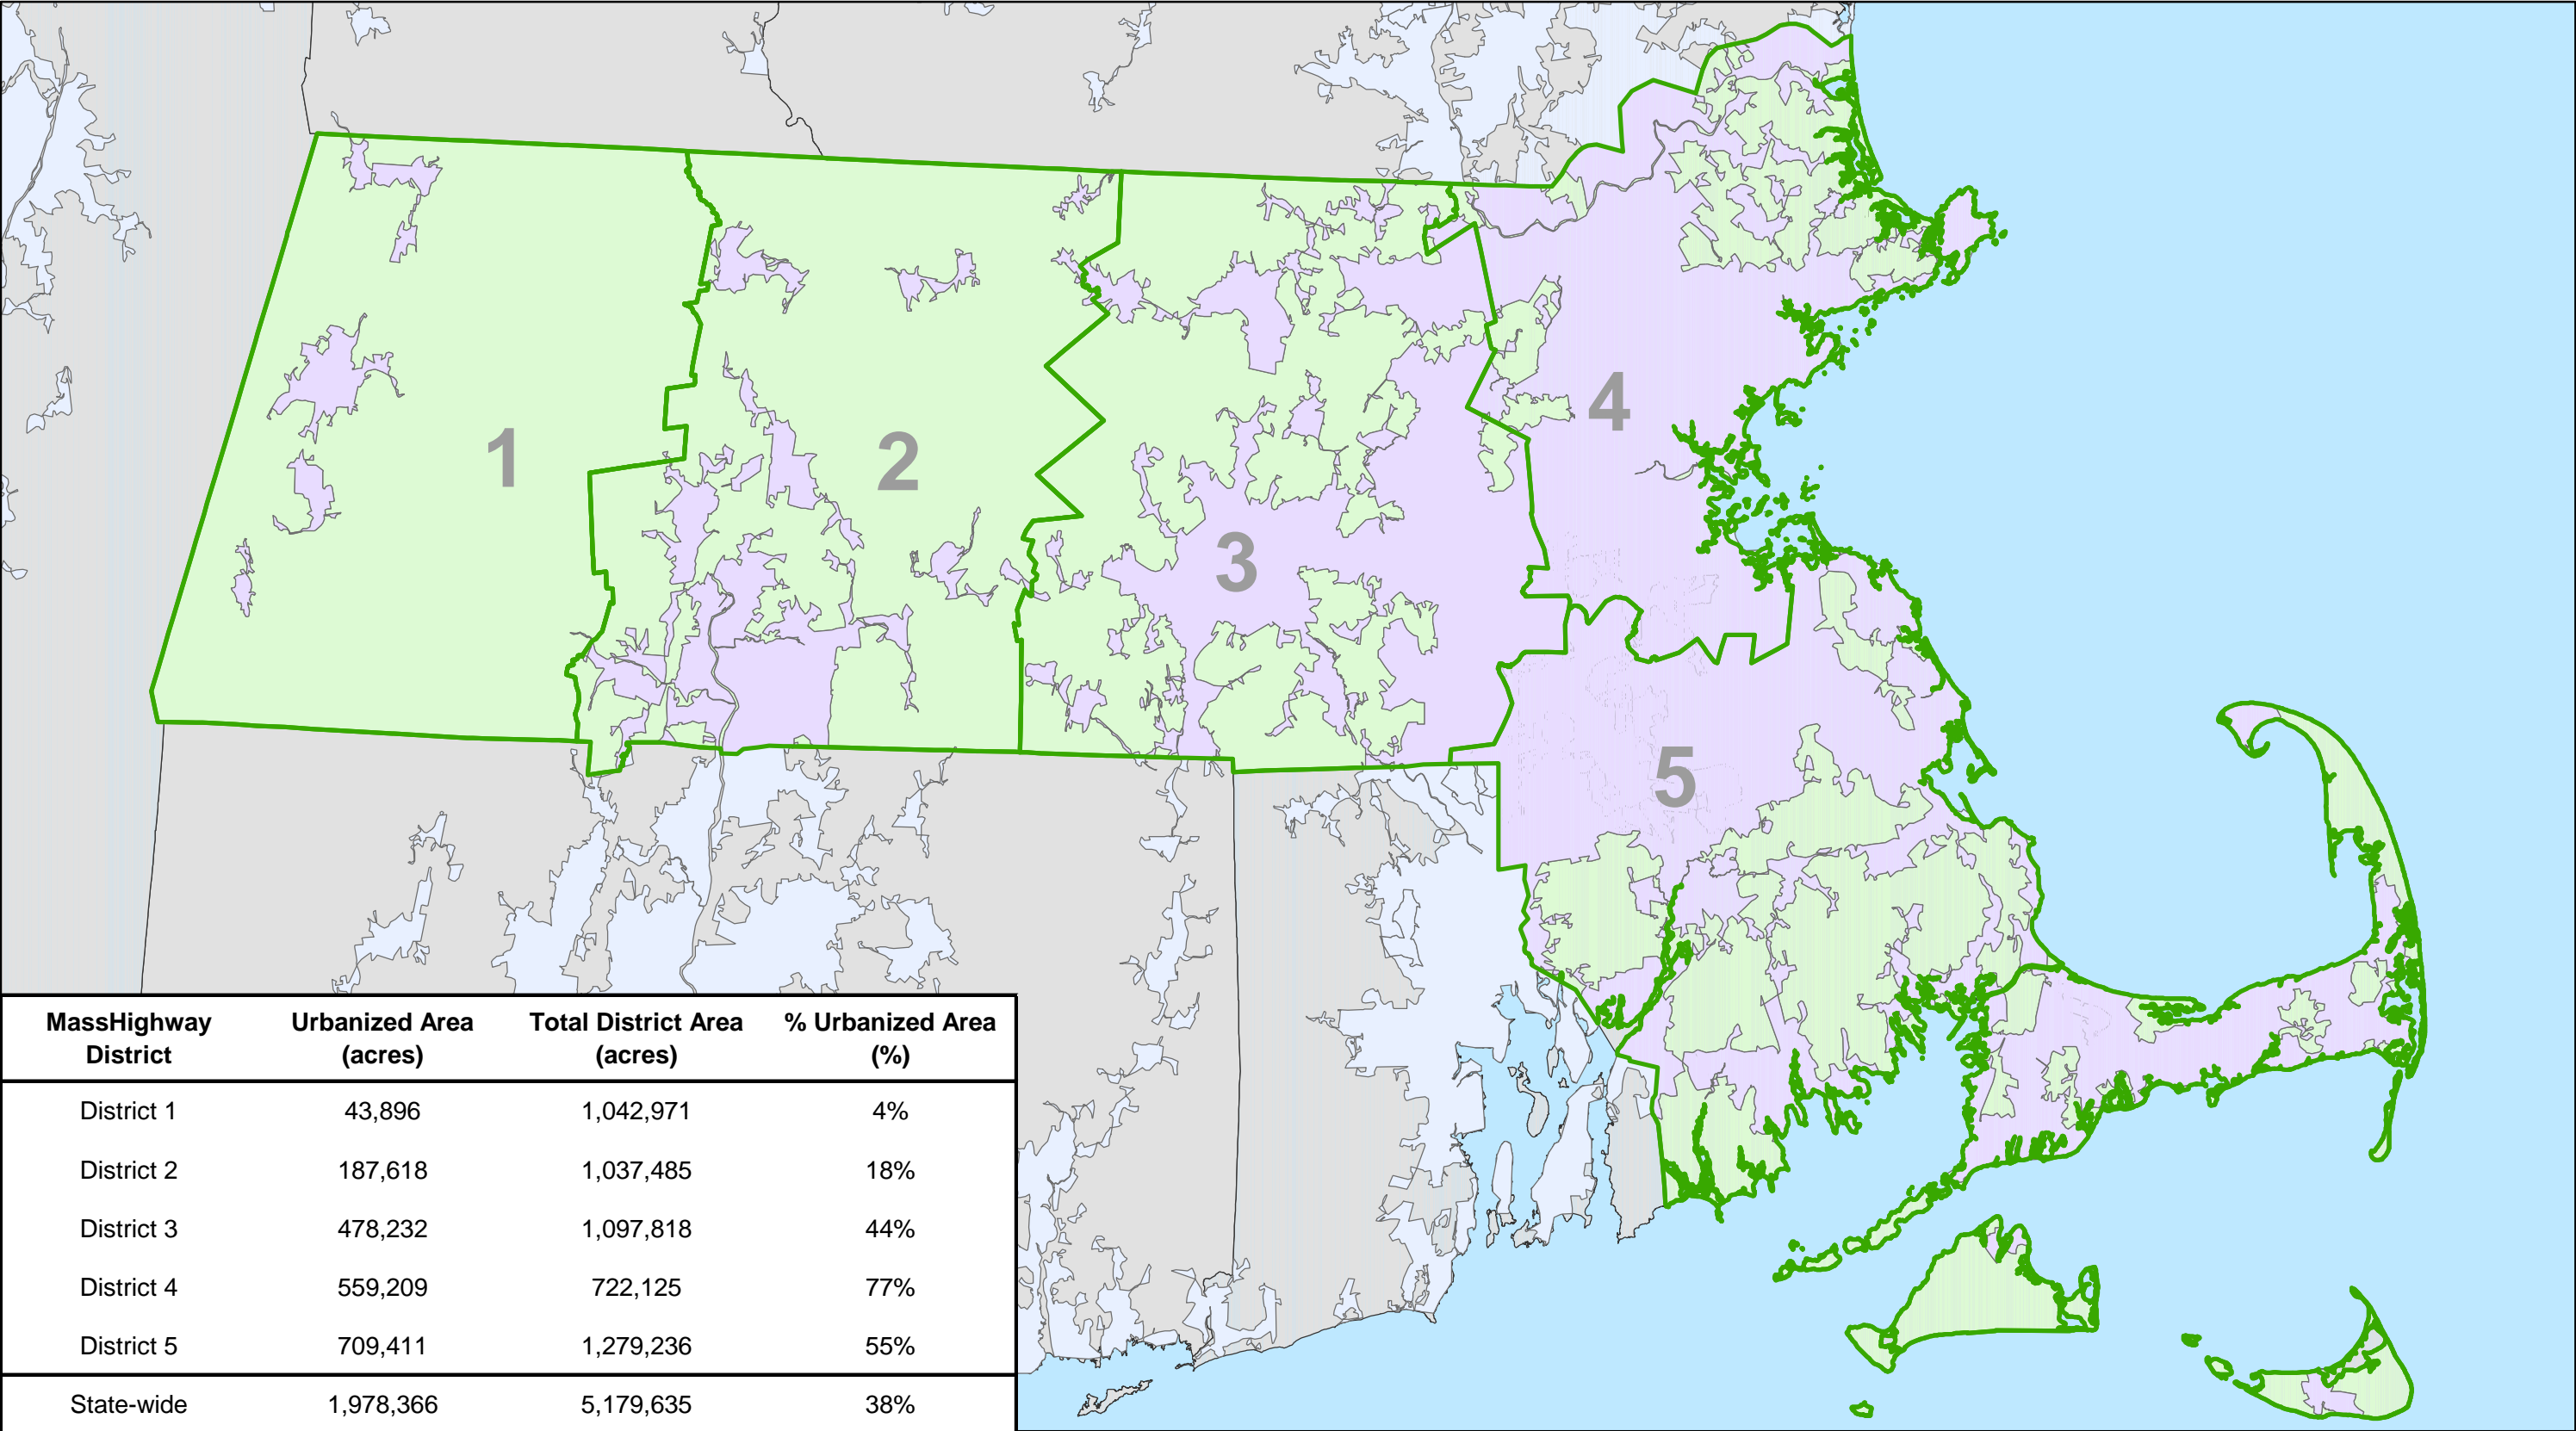 1
2
3
4
5
MassHighway District Urbanized Area (acres) Total District Area (acres) % Urbanized Area (%)
District 1 43,896 1,042,971 4%
District 2 187,618 1,037,485 18%
District 3 478,232 1,097,818 44%
District 4 559,209 722,125 77%
District 5 709,411 1,279,236 55%
State-wide 1,978,366 5,179,635 38%